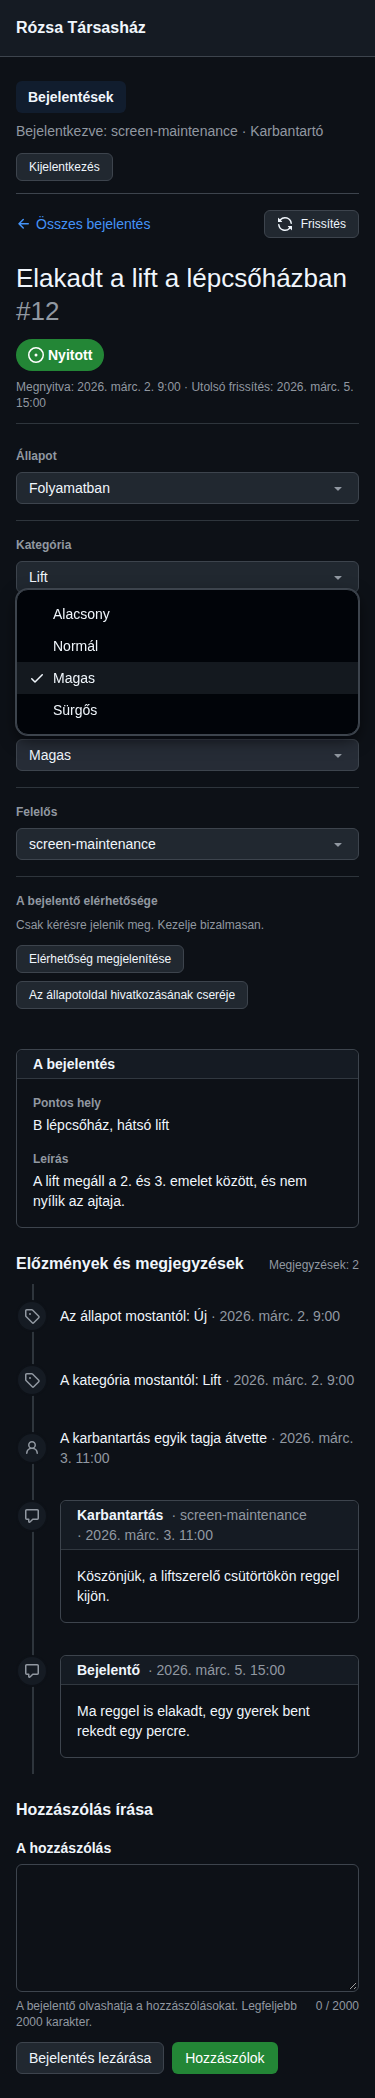 Rózsa Társasház
Bejelentések
Bejelentkezve: screen-maintenance · Karbantartó
Kijelentkezés
← Összes bejelentés
Frissítés
Elakadt a lift a lépcsőházban
#12
Nyitott
Megnyitva: 2026. márc. 2. 9:00 · Utolsó frissítés: 2026. márc. 5.
15:00
Állapot
Folyamatban
Kategória
Lift
Alacsony
Normál
Magas
Sürgős
Magas
Felelős
screen-maintenance
A bejelentő elérhetősége
Csak kérésre jelenik meg. Kezelje bizalmasan.
Elérhetőség megjelenítése
Az állapotoldal hivatkozásának cseréje
A bejelentés
Pontos hely
B lépcsőház, hátsó lift
Leírás
A lift megáll a 2. és 3. emelet között, és nem
nyílik az ajtaja.
Előzmények és megjegyzések
Megjegyzések: 2
Az állapot mostantól: Új · 2026. márc. 2. 9:00
A kategória mostantól: Lift · 2026. márc. 2. 9:00
A karbantartás egyik tagja átvette · 2026. márc.
3. 11:00
Karbantartás · screen-maintenance
· 2026. márc. 3. 11:00
Köszönjük, a liftszerelő csütörtökön reggel
kijön.
Bejelentő · 2026. márc. 5. 15:00
Ma reggel is elakadt, egy gyerek bent
rekedt egy percre.
Hozzászólás írása
A hozzászólás
A bejelentő olvashatja a hozzászólásokat. Legfeljebb
2000 karakter.
0 / 2000
Bejelentés lezárása
Hozzászólok